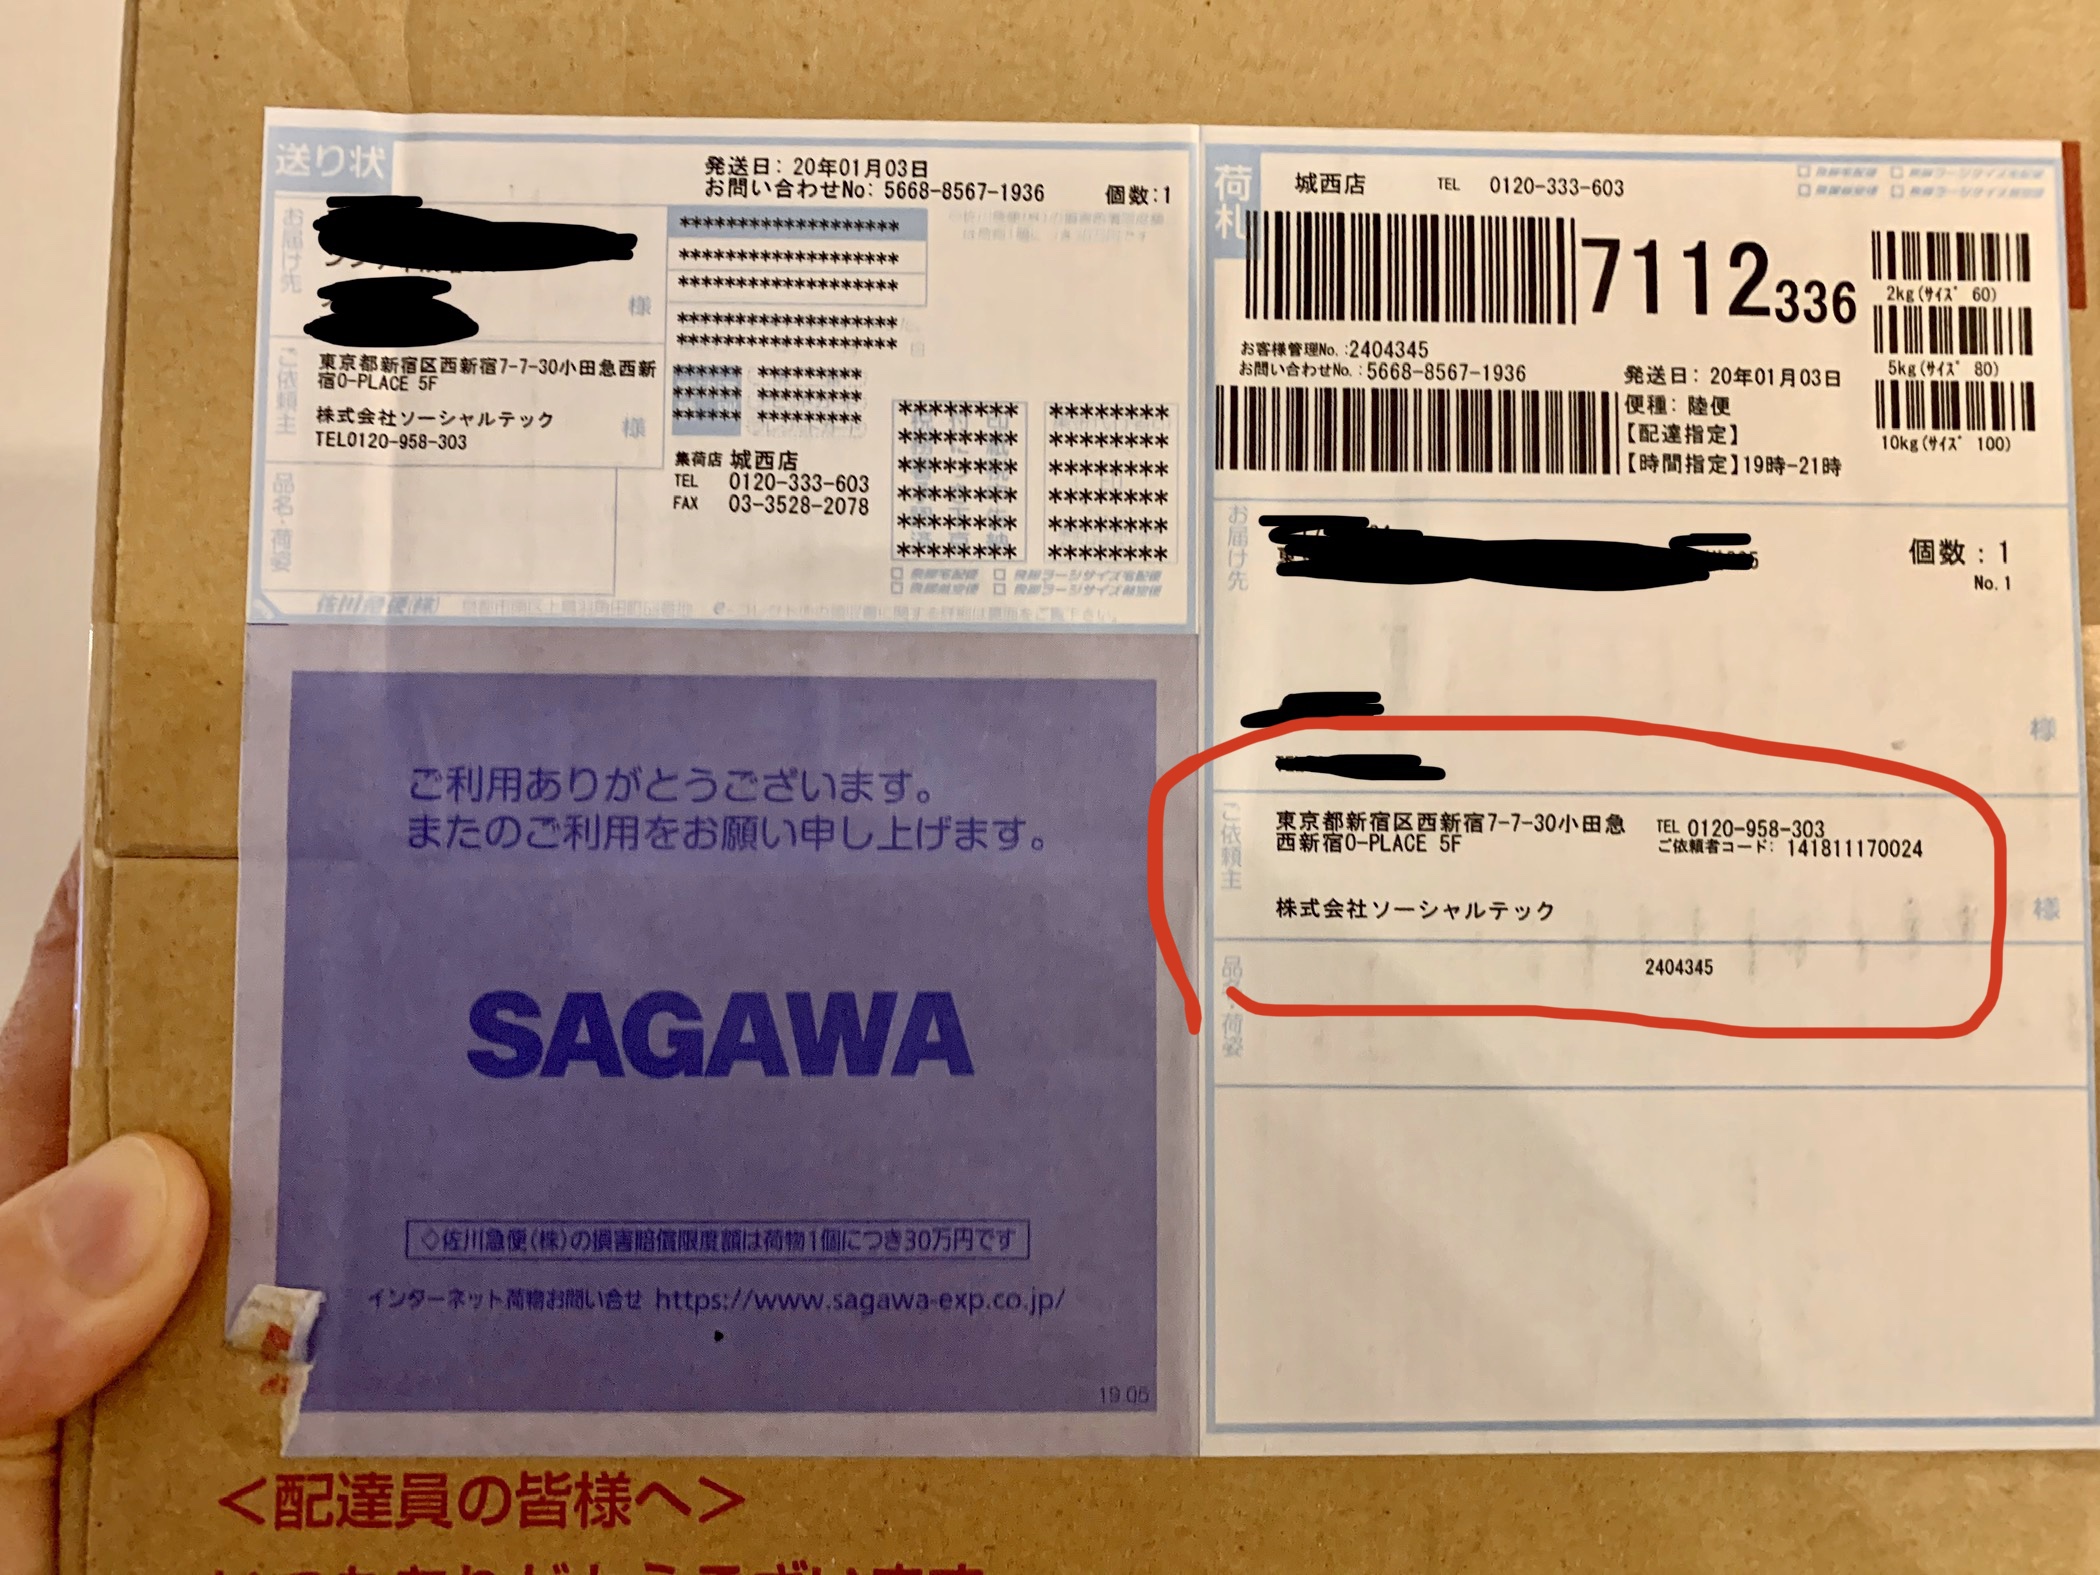 送り状
発送日: 20年01月03日
お問い合わせNo: 5668-8567-1936
個数:1
お届け先
様
******************
******************
******************
******************
******************
****** *********
****** *********
****** *********
ご依頼主
東京都新宿区西新宿7-7-30小田急西新
宿O-PLACE 5F
株式会社ソーシャルテック
様
TEL0120-958-303
品名・荷姿
集荷店 城西店
TEL 0120-333-603
FAX 03-3528-2078
******** ********
******** ********
******** ********
******** ********
******** ********
******** ********
佐川急便(株)
荷札
城西店 TEL 0120-333-603
7112336
2kg(サイズ 60)
5kg(サイズ 80)
10kg(サイズ 100)
お客様管理No.:2404345
お問い合わせNo.:5668-8567-1936
発送日: 20年01月03日
便種: 陸便
【配達指定】
【時間指定】19時-21時
お届け先
個数 : 1
No.1
様
ご依頼主
東京都新宿区西新宿7-7-30小田急
西新宿O-PLACE 5F
TEL 0120-958-303
ご依頼者コード: 141811170024
株式会社ソーシャルテック
様
品名・荷姿
2404345
ご利用ありがとうございます。
またのご利用をお願い申し上げます。
SAGAWA
◇佐川急便(株)の損害賠償限度額は荷物1個につき30万円です
インターネット荷物お問い合せ https://www.sagawa-exp.co.jp/
19.05
<配達員の皆様へ>